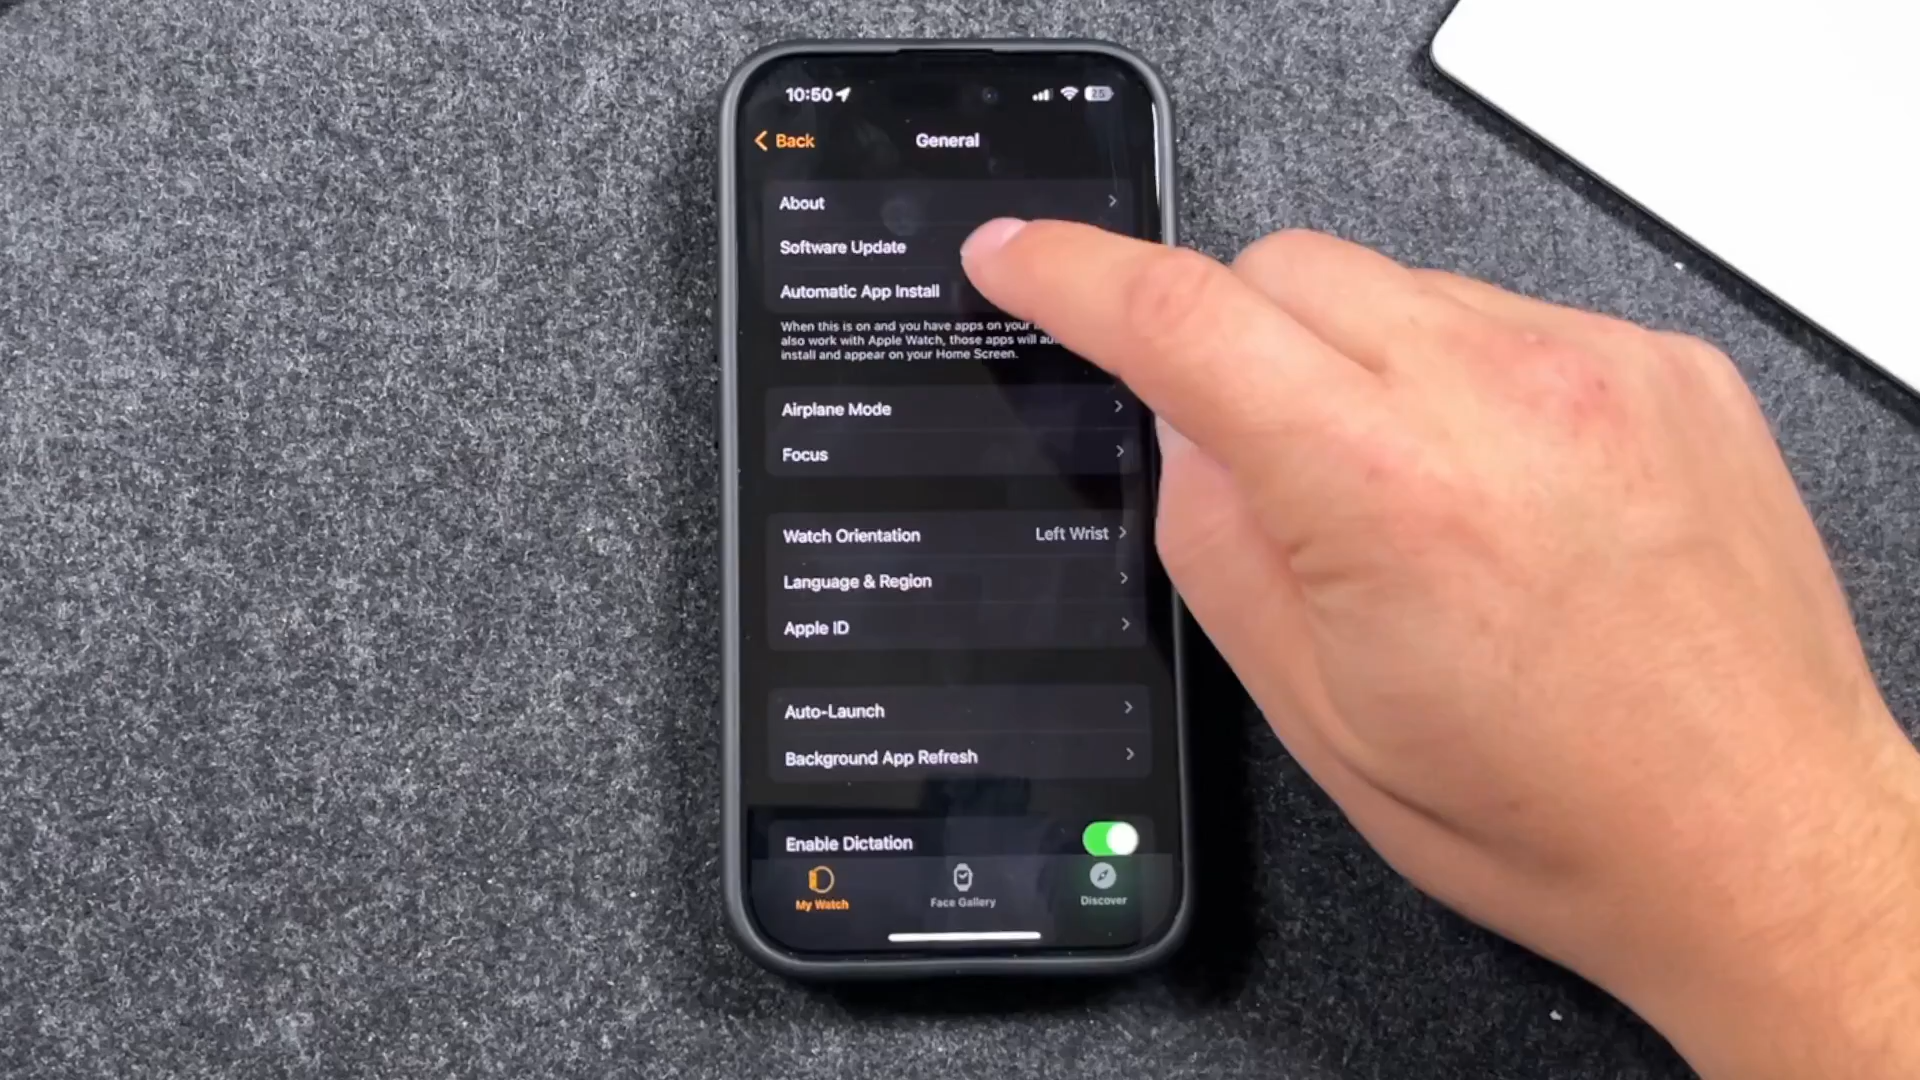 10:50
25
Back
General
About
Software Update
Automatic App Install
When this is on and you have apps on your
also work with Apple Watch, those apps will
install and appear on your Home Screen.
Airplane Mode
Focus
Watch Orientation
Left Wrist
Language & Region
Apple ID
Auto-Launch
Background App Refresh
Enable Dictation
My Watch
Face Gallery
Discover